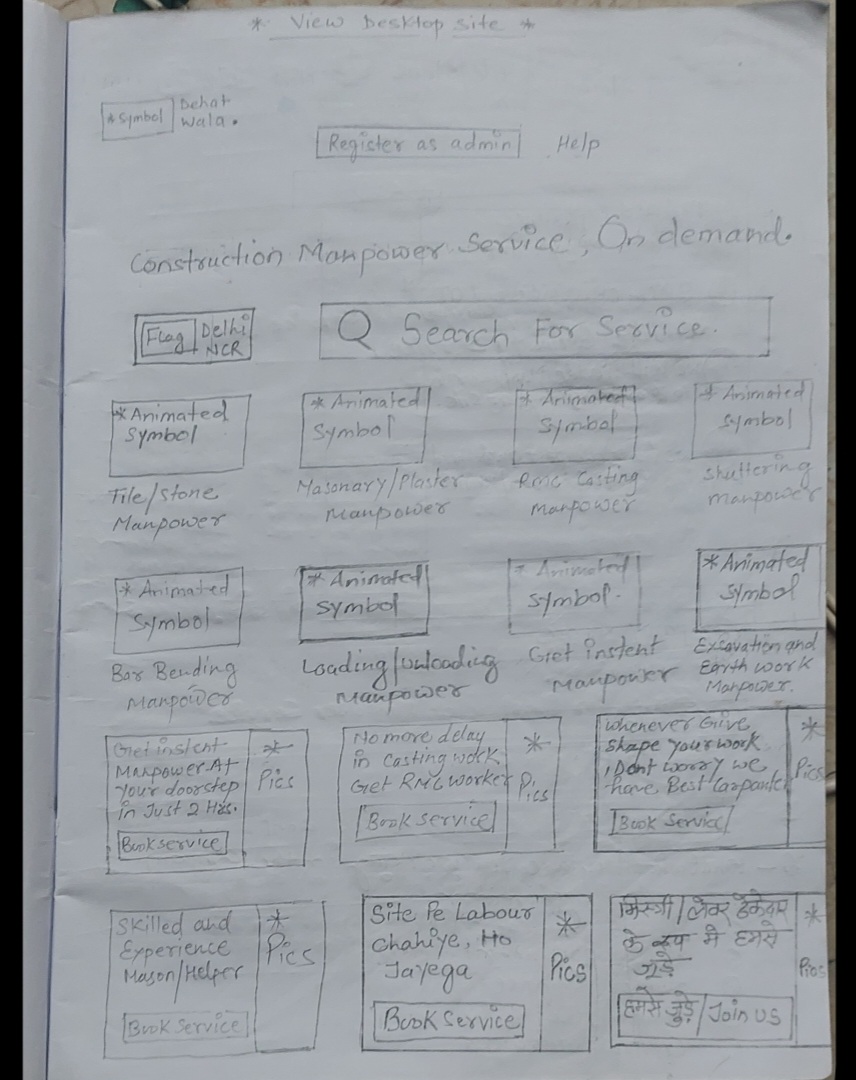 * View Desktop site *
* Symbol
Dehat
Wala.
Register as admin
Help
Construction Manpower Service, On demand.
Flag
Delhi
NCR
Q Search For Service.
* Animated
Symbol
* Animated
Symbol
* Animated
Symbol
* Animated
Symbol
Tile/Stone
Manpower
Masonary/Plaster
Manpower
RMC Casting
manpower
Shuttering
manpower
* Animated
Symbol
* Animated
Symbol
* Animated
Symbol.
* Animated
Symbol
Bar Bending
Manpower
Loading/Unloading
Manpower
Get instent
Manpower
Excavation and
Earth work
Manpower.
Get instent
Manpower At
Your doorstep
in Just 2 Hrs.
Book service
*
Pics
No more delay
in Casting work
Get RMC worker
Book service
*
Pics
Whenever Give
Shape Your work
, Dont worry we
have Best Carpante
Book Service
*
Pics
Skilled and
Experience
Mason/Helper
Book Service
*
Pics
Site Pe Labour
Chahiye, Ho
Jayega
Book Service
*
Pics
मिस्त्री/लेबर ठेकेदार
के रूप मे हमसे
जुड़े
हमसे जुड़े/Join US
*
Pics